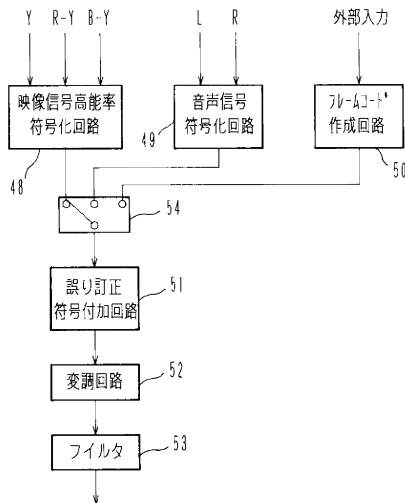 Y R-Y B-Y L R 外部入力
映像信号高能率
符号化回路
音声信号
符号化回路
フレームコード
作成回路
48
49
50
54
誤り訂正
符号付加回路
51
変調回路
52
フイルタ
53